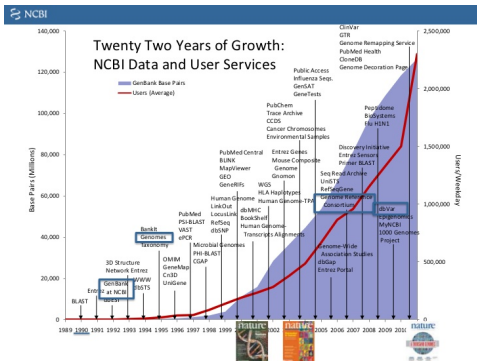 NCBI
Twenty Two Years of Growth:
NCBI Data and User Services
GenBank Base Pairs
Users (Average)
Base Pairs (Millions)
Users/Weekday
140,000
120,000
100,000
80,000
60,000
40,000
20,000
0
2,500,000
2,000,000
1,500,000
1,000,000
500,000
0
ClinVar
GTR
Genome Remapping Service
PubMed Health
CloneDB
Genome Decoration Page
Public Access
Influenza Seqs.
GenSAT
GeneTests
PubChem
Trace Archive
CCDS
Cancer Chromosomes
Environmental Samples
Peptidome
BioSystems
Flu H1N1
PubMed Central
BLINK
MapViewer
GEO
GeneRIFs
Entrez Genes
Mouse Composite
Genome
Gnomon
Discovery Initiative
Entrez Sensors
Primer BLAST
WGS
HLA Haplotypes
Human Genome-TPA
Seq Read Archive
UniSTS
RefSeqGene
Genome Reference
Consortium
Human Genome
LinkOut
LocusLink
RefSeq
dbSNP
dbMHC
BookShelf
Human Genome-
Transcripts Alignments
dbVar
Epigenomics
MyNCBI
1000 Genomes
Project
PubMed
PSI-BLAST
VAST
ePCR
BankIt
Genomes
Taxonomy
Microbial Genomes
PHI-BLAST
CGAP
Genome-Wide
Association Studies
dbGap
Entrez Portal
OMIM
GeneMap
Cn3D
UniGene
3D Structure
Network Entrez
WWW
dbSTS
GenBank
at NCBI
dbEST
Entrez
BLAST
1989 1990 1991 1992 1993 1994 1995 1996 1997 1998 1999 2005 2006 2007 2008 2009 2010
nature
nature
nature